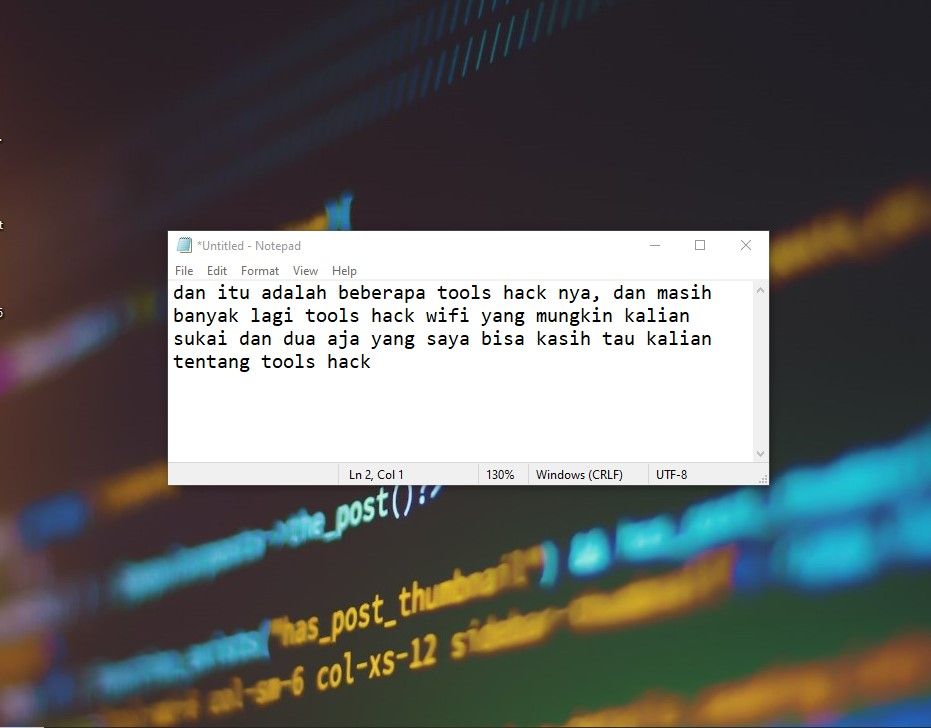 *Untitled - Notepad
File Edit Format View Help
dan itu adalah beberapa tools hack nya, dan masih
banyak lagi tools hack wifi yang mungkin kalian
sukai dan dua aja yang saya bisa kasih tau kalian
tentang tools hack
Ln 2, Col 1 130% Windows (CRLF) UTF-8
the_post()?>
"has_post_thumbnail")
col-sm-6 col-xs-12 sidebar